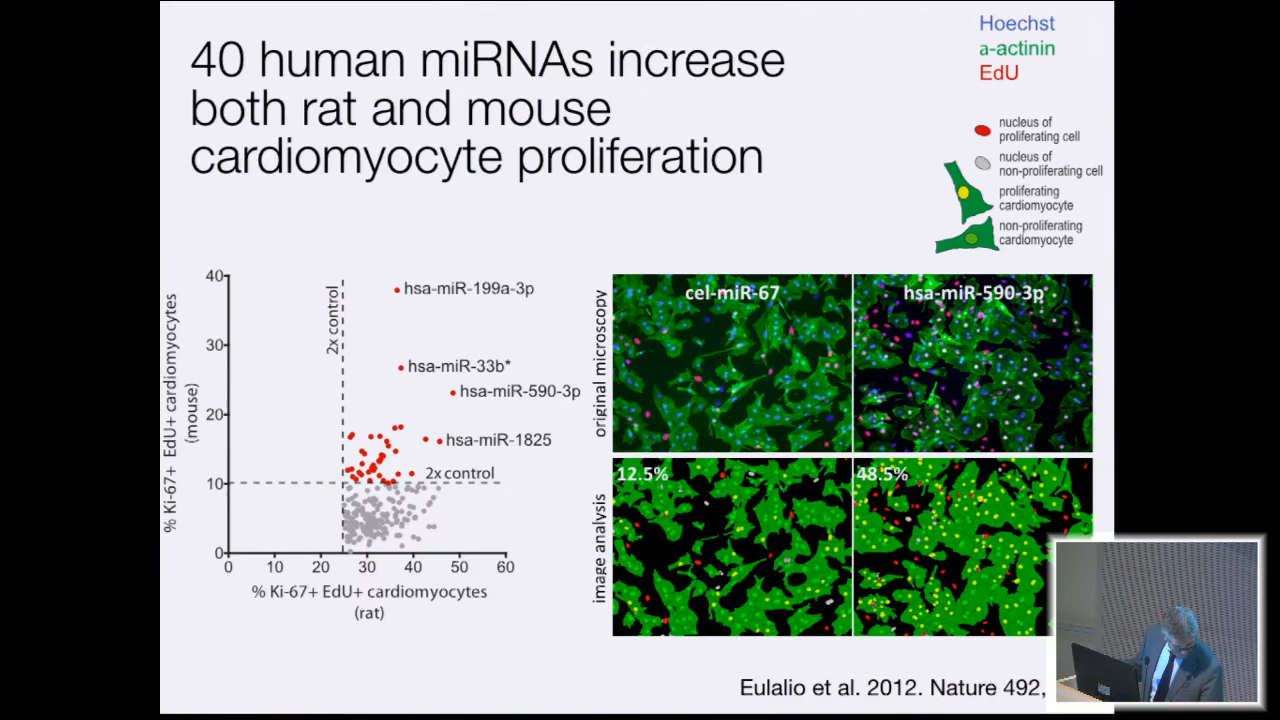 40 human miRNAs increase
both rat and mouse
cardiomyocyte proliferation
Hoechst
a-actinin
EdU
nucleus of
proliferating cell
nucleus of
non-proliferating cell
proliferating
cardiomyocyte
non-proliferating
cardiomyocyte
% Ki-67+ EdU+ cardiomyocytes
(mouse)
40
30
20
10
0
2x control
hsa-miR-199a-3p
hsa-miR-33b*
hsa-miR-590-3p
hsa-miR-1825
2x control
0
10
20
30
40
50
60
% Ki-67+ EdU+ cardiomyocytes
(rat)
original microscopy
cel-miR-67
hsa-miR-590-3p
image analysis
12.5%
48.5%
Eulalio et al. 2012. Nature 492,